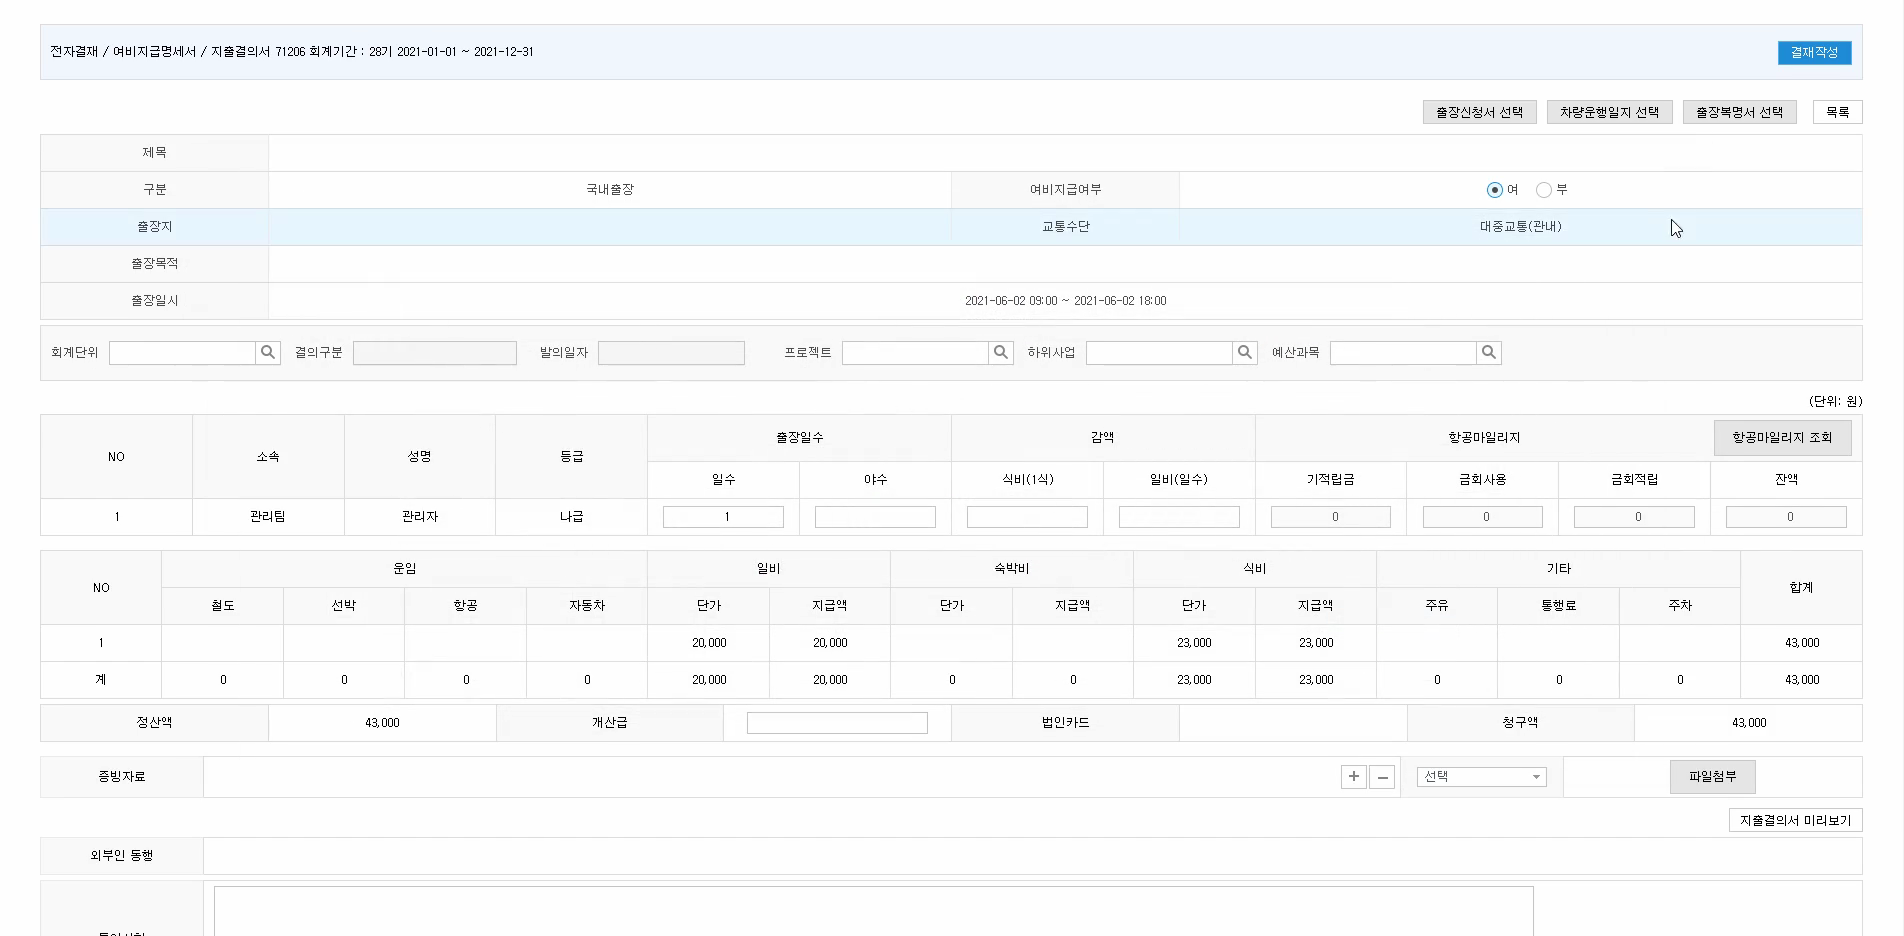 전자결재 / 여비지급명세서 / 지출결의서 71206 회계기간 : 28기 2021-01-01 ~ 2021-12-31
결재작성
출장신청서 선택 차량운행일지 선택 출장복명서 선택 목록
제목
구분 국내출장 여비지급여부 여 부
출장지 교통수단 대중교통(관내)
출장목적
출장일시 2021-06-02 09:00 ~ 2021-06-02 18:00
회계단위 결의구분 발의일자 프로젝트 하위사업 예산과목
(단위: 원)
NO 소속 성명 등급 출장일수 감액 항공마일리지 항공마일리지 조회
일수 야수 식비(1식) 일비(일수) 기적립금 금회사용 금회적립 잔액
1 관리팀 관리자 나급 1 0 0 0 0
NO 운임 일비 숙박비 식비 기타 합계
철도 선박 항공 자동차 단가 지급액 단가 지급액 단가 지급액 주유 통행료 주차
1 20,000 20,000 23,000 23,000 43,000
계 0 0 0 0 20,000 20,000 0 0 23,000 23,000 0 0 0 43,000
정산액 43,000 개산급 법인카드 청구액 43,000
증빙자료 선택 파일첨부
지출결의서 미리보기
외부인 동행